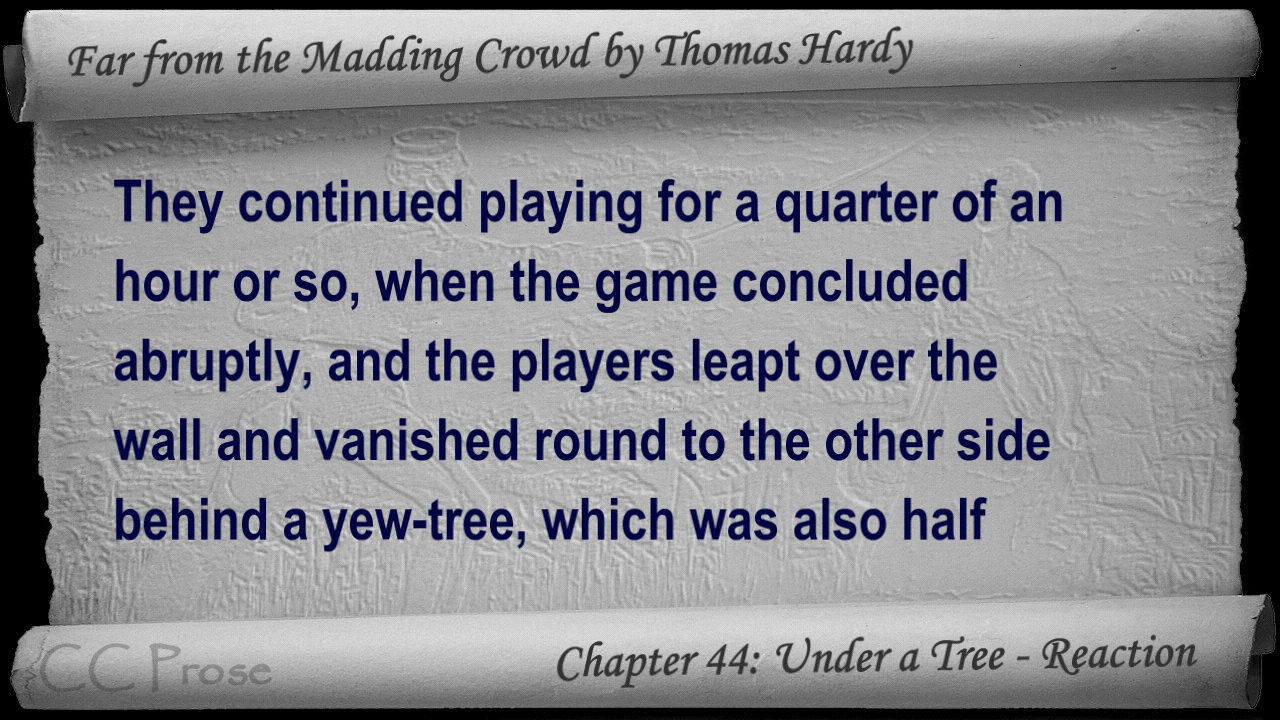 Far from the Madding Crowd by Thomas Hardy
They continued playing for a quarter of an
hour or so, when the game concluded
abruptly, and the players leapt over the
wall and vanished round to the other side
behind a yew-tree, which was also half
CC Prose
Chapter 44: Under a Tree - Reaction